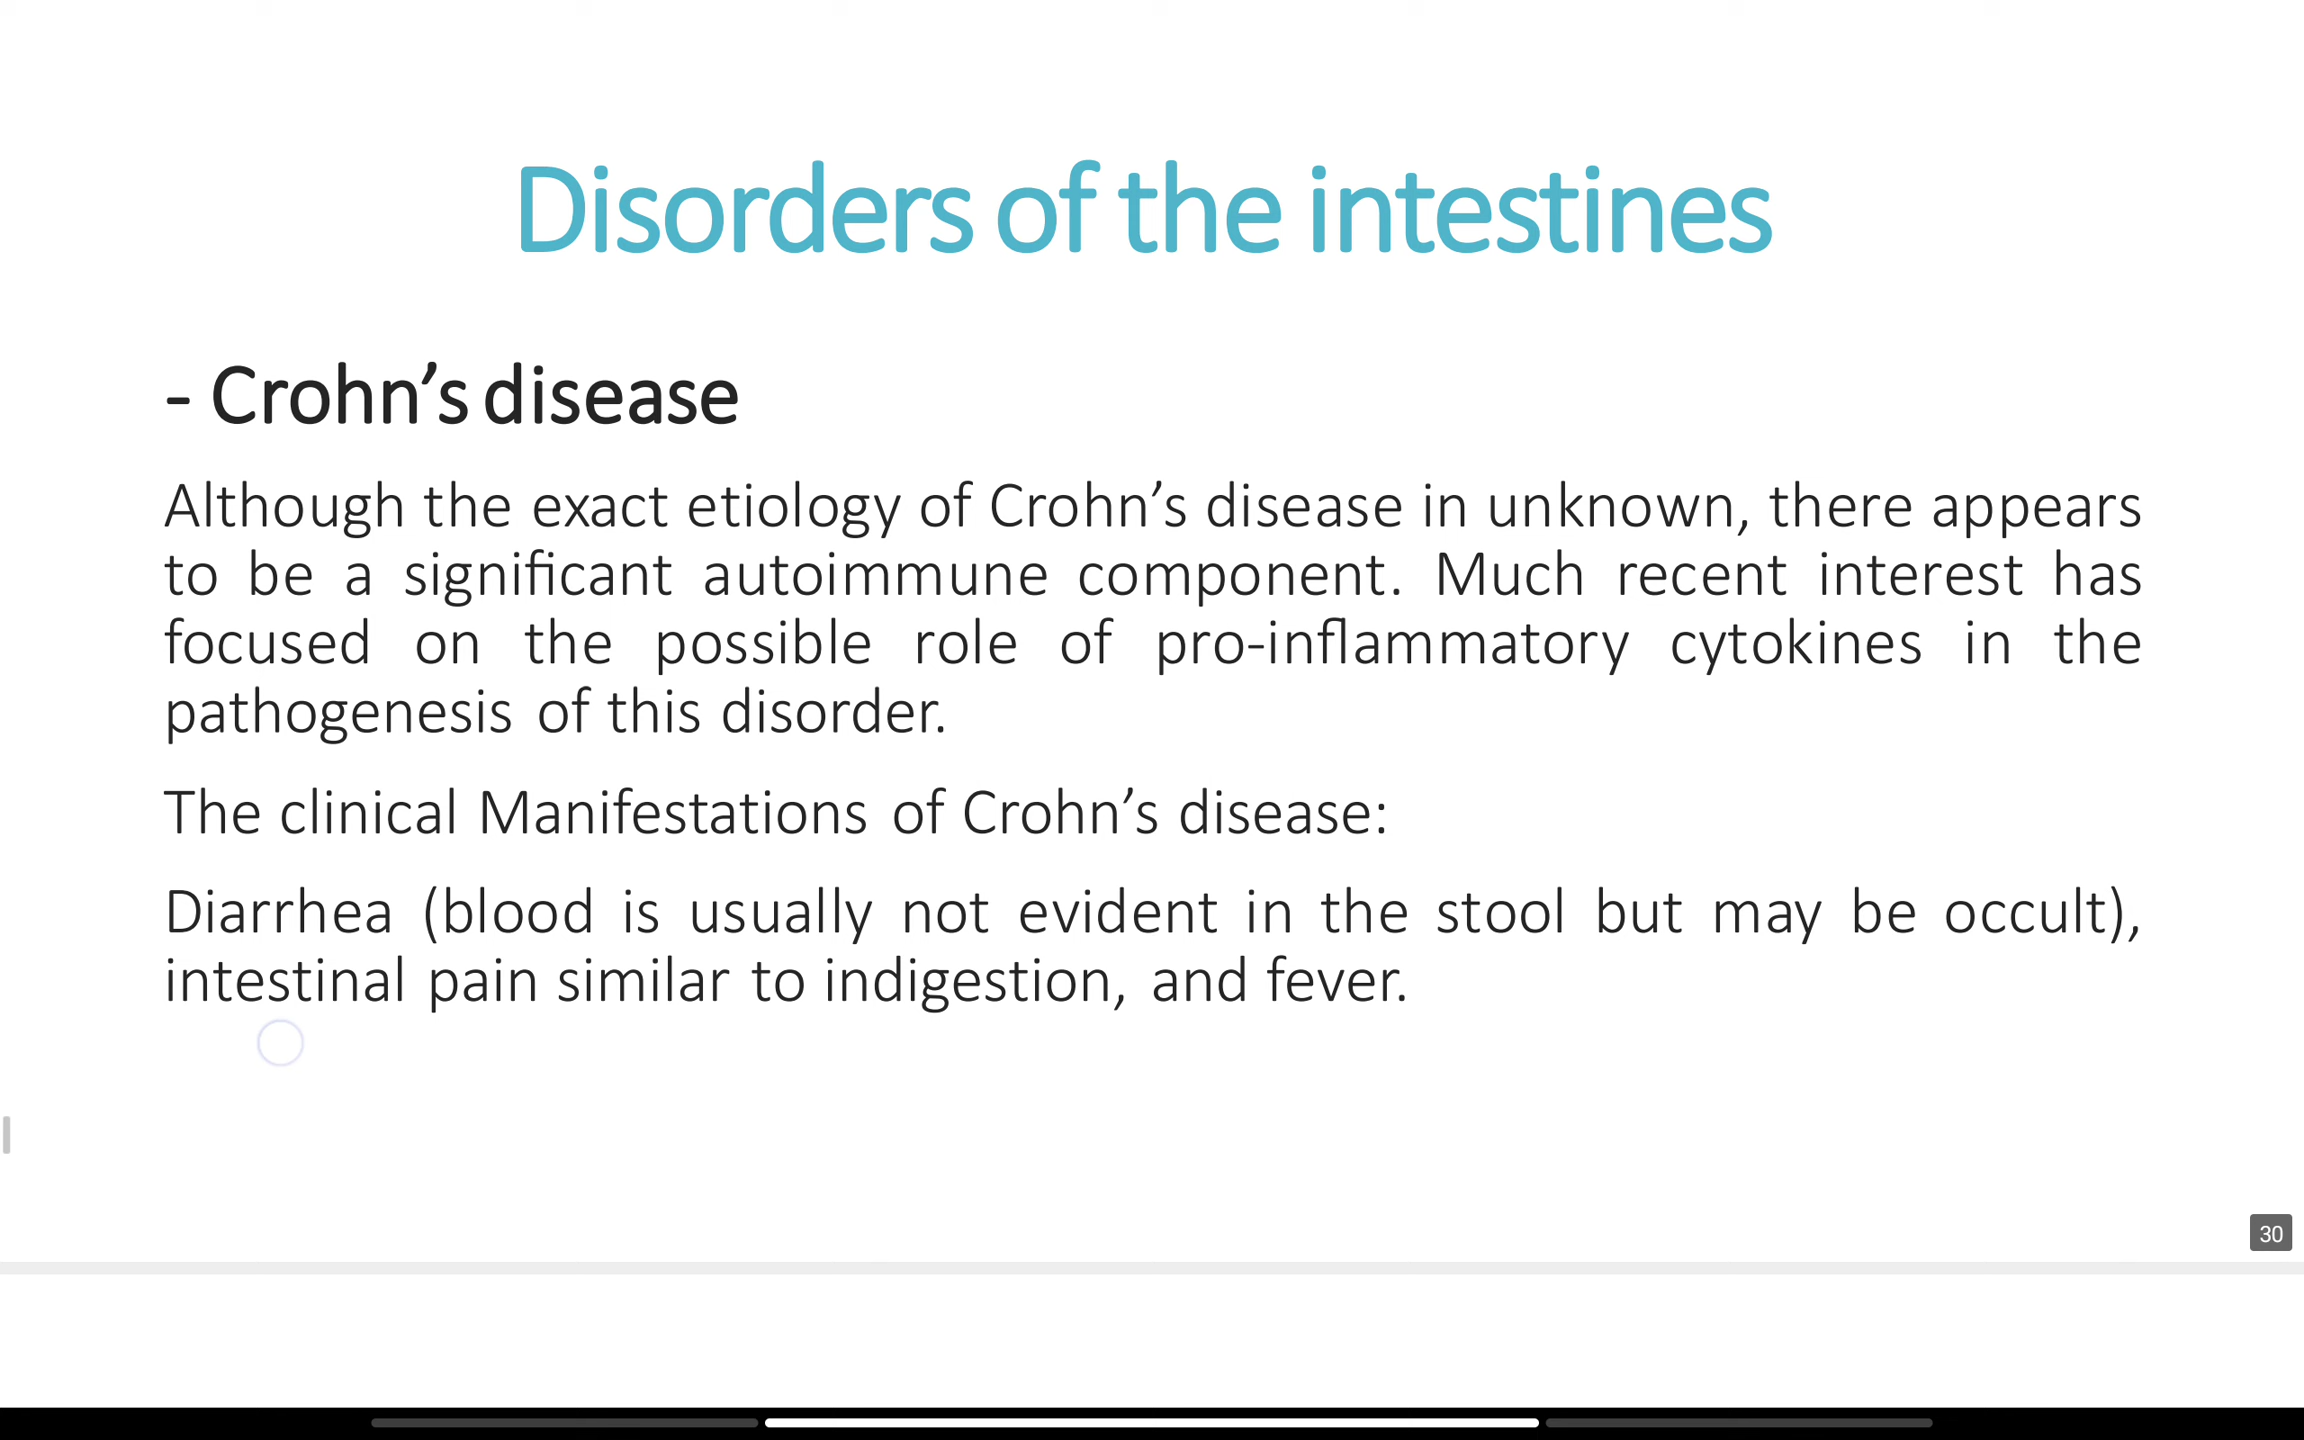 Disorders of the intestines
- Crohn’s disease
Although the exact etiology of Crohn’s disease in unknown, there appears
to be a significant autoimmune component. Much recent interest has
focused on the possible role of pro-inflammatory cytokines in the
pathogenesis of this disorder.
The clinical Manifestations of Crohn’s disease:
Diarrhea (blood is usually not evident in the stool but may be occult),
intestinal pain similar to indigestion, and fever.
30